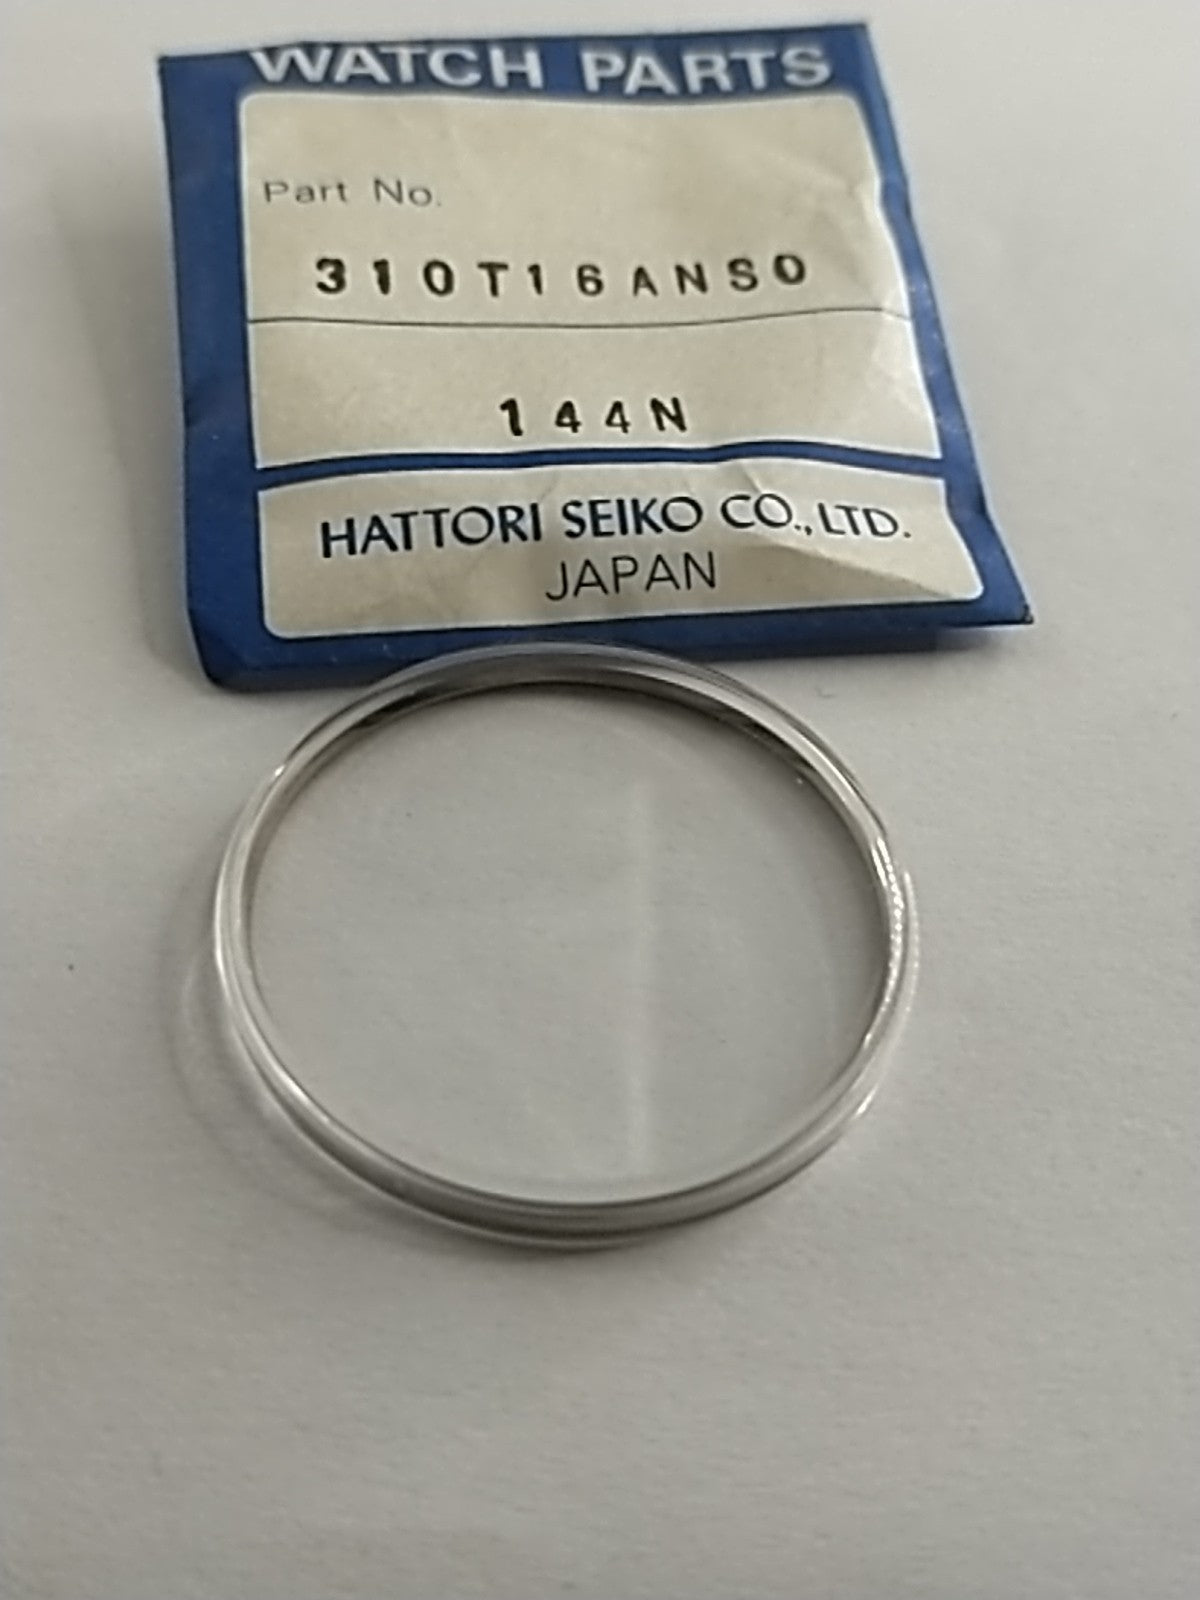 WATCH PARTS
Part No.
310T16ANS0
144N
HATTORI SEIKO CO., LTD.
JAPAN